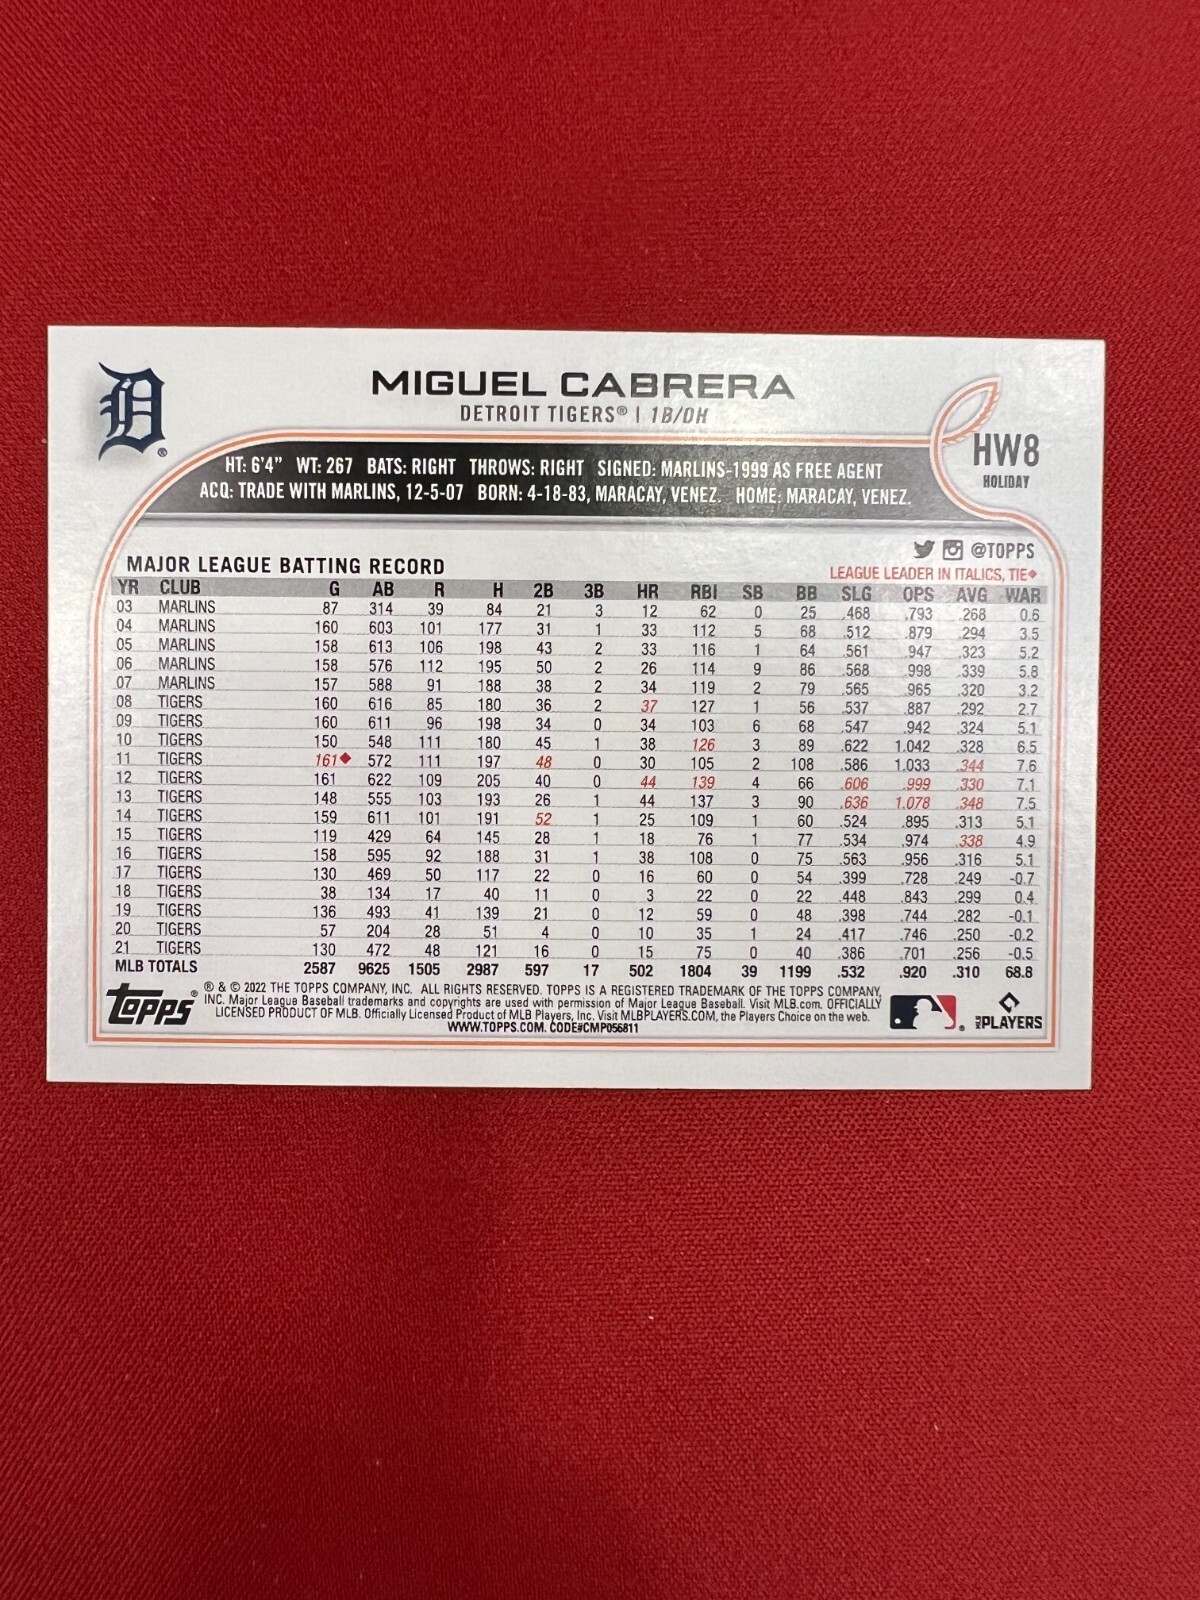 D®
MIGUEL CABRERA
DETROIT TIGERS® | 1B/DH
HW8
HOLIDAY
HT: 6'4" WT: 267 BATS: RIGHT THROWS: RIGHT SIGNED: MARLINS-1999 AS FREE AGENT
ACQ: TRADE WITH MARLINS, 12-5-07 BORN: 4-18-83, MARACAY, VENEZ. HOME: MARACAY, VENEZ.
@TOPPS
MAJOR LEAGUE BATTING RECORD
LEAGUE LEADER IN ITALICS, TIE◆
YR CLUB G AB R H 2B 3B HR RBI SB BB SLG OPS AVG WAR
03 MARLINS 87 314 39 84 21 3 12 62 0 25 .468 .793 .268 0.6
04 MARLINS 160 603 101 177 31 1 33 112 5 68 .512 .879 .294 3.5
05 MARLINS 158 613 106 198 43 2 33 116 1 64 .561 .947 .323 5.2
06 MARLINS 158 576 112 195 50 2 26 114 9 86 .568 .998 .339 5.8
07 MARLINS 157 588 91 188 38 2 34 119 2 79 .565 .965 .320 3.2
08 TIGERS 160 616 85 180 36 2 37 127 1 56 .537 .887 .292 2.7
09 TIGERS 160 611 96 198 34 0 34 103 6 68 .547 .942 .324 5.1
10 TIGERS 150 548 111 180 45 1 38 126 3 89 .622 1.042 .328 6.5
11 TIGERS 161◆ 572 111 197 48 0 30 105 2 108 .586 1.033 .344 7.6
12 TIGERS 161 622 109 205 40 0 44 139 4 66 .606 .999 .330 7.1
13 TIGERS 148 555 103 193 26 1 44 137 3 90 .636 1.078 .348 7.5
14 TIGERS 159 611 101 191 52 1 25 109 1 60 .524 .895 .313 5.1
15 TIGERS 119 429 64 145 28 1 18 76 1 77 .534 .974 .338 4.9
16 TIGERS 158 595 92 188 31 1 38 108 0 75 .563 .956 .316 5.1
17 TIGERS 130 469 50 117 22 0 16 60 0 54 .399 .728 .249 -0.7
18 TIGERS 38 134 17 40 11 0 3 22 0 22 .448 .843 .299 0.4
19 TIGERS 136 493 41 139 21 0 12 59 0 48 .398 .744 .282 -0.1
20 TIGERS 57 204 28 51 4 0 10 35 1 24 .417 .746 .250 -0.2
21 TIGERS 130 472 48 121 16 0 15 75 0 40 .386 .701 .256 -0.5
MLB TOTALS 2587 9625 1505 2987 597 17 502 1804 39 1199 .532 .920 .310 68.8
Topps®
® & © 2022 THE TOPPS COMPANY, INC. ALL RIGHTS RESERVED. TOPPS IS A REGISTERED TRADEMARK OF THE TOPPS COMPANY,
INC. Major League Baseball trademarks and copyrights are used with permission of Major League Baseball. Visit MLB.com. OFFICIALLY
LICENSED PRODUCT OF MLB. Officially Licensed Product of MLB Players, Inc. Visit MLBPLAYERS.COM, the Players Choice on the web.
WWW.TOPPS.COM. CODE#CMP056811
MLB PLAYERS